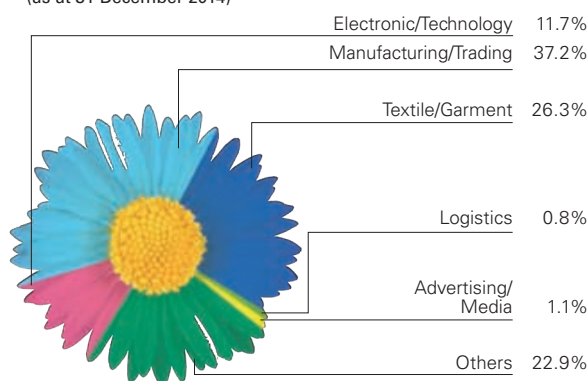 (as at 31 December 2014)
Electronic/Technology 11.7%
Manufacturing/Trading 37.2%
Textile/Garment 26.3%
Logistics 0.8%
Advertising/
Media 1.1%
Others 22.9%